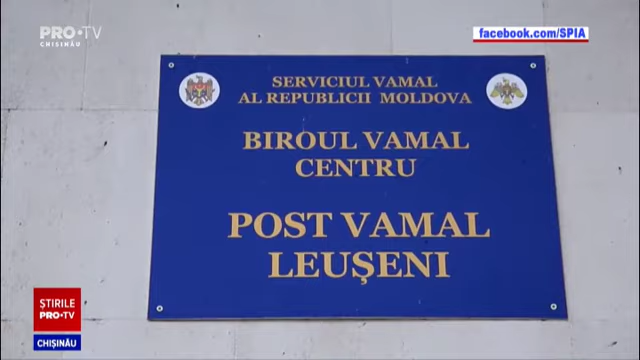 PRO·TV
CHIȘINĂU
facebook.com/SPIA
SERVICIUL VAMAL
AL REPUBLICII MOLDOVA
BIROUL VAMAL
CENTRU
POST VAMAL
LEUŞENI
ȘTIRILE
PRO·TV
CHIȘINĂU